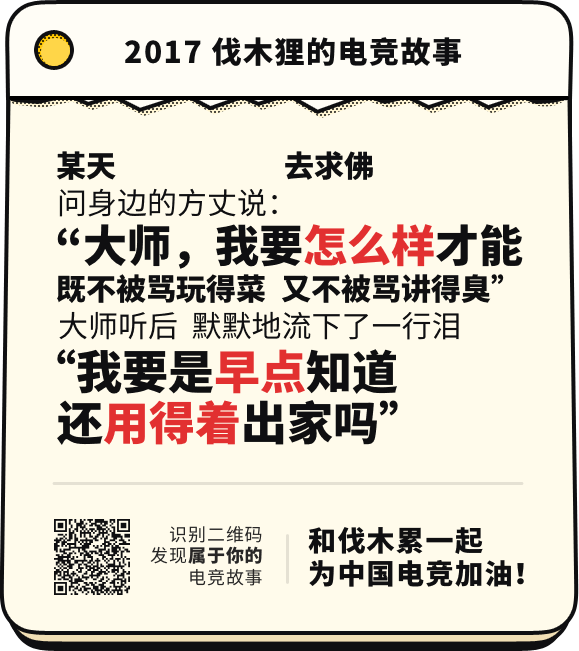 2017 伐木狸的电竞故事
某天 去求佛
问身边的方丈说：
“大师，我要怎么样才能
既不被骂玩得菜 又不被骂讲得臭”
大师听后 默默地流下了一行泪
“我要是早点知道
还用得着出家吗”
识别二维码
发现属于你的
电竞故事
和伐木累一起
为中国电竞加油！